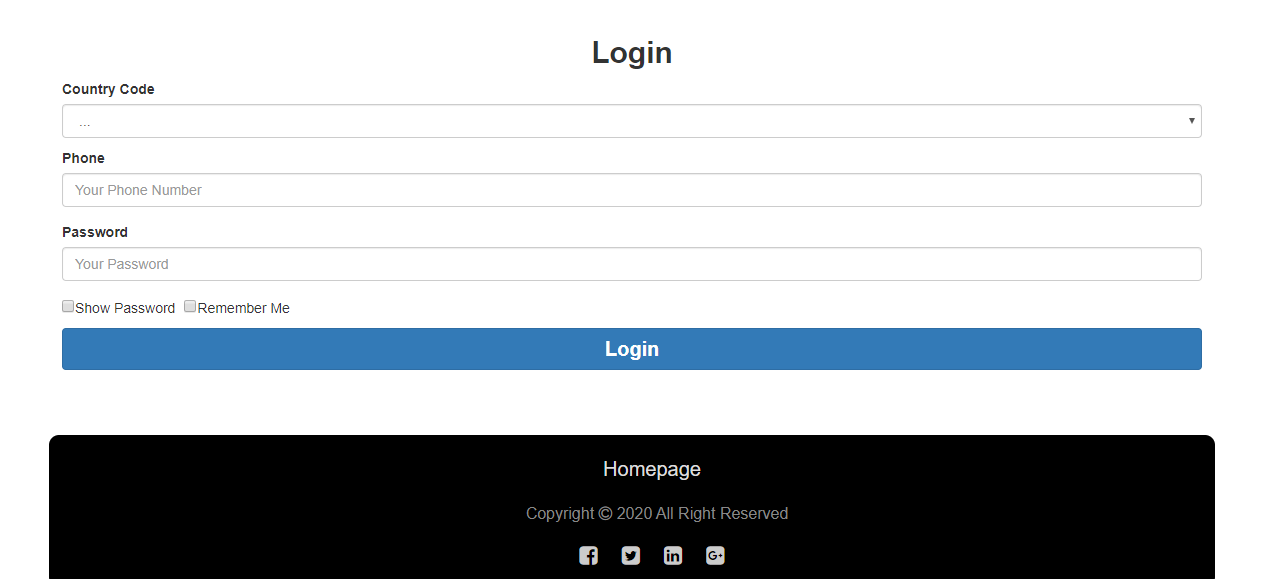 Login
Country Code
...
Phone
Your Phone Number
Password
Your Password
Show Password Remember Me
Login
Homepage
Copyright © 2020 All Right Reserved